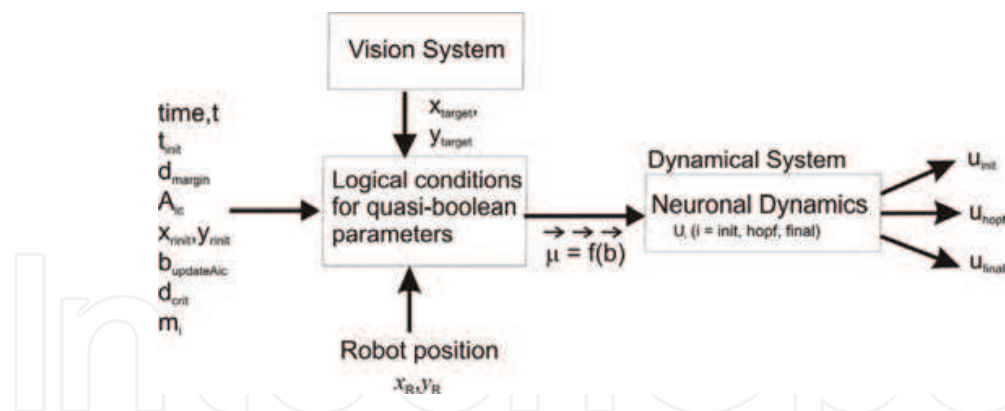 Vision System
x_target,
y_target
time,t
t_init
d_margin
A_ic
x_rinit,y_rinit
b_updateAic
d_crit
m_i
Logical conditions
for quasi-boolean
parameters
μ = f(b)
Robot position
x_R,y_R
Dynamical System
Neuronal Dynamics
U_i (i = init, hopf, final)
u_init
u_hopf
u_final